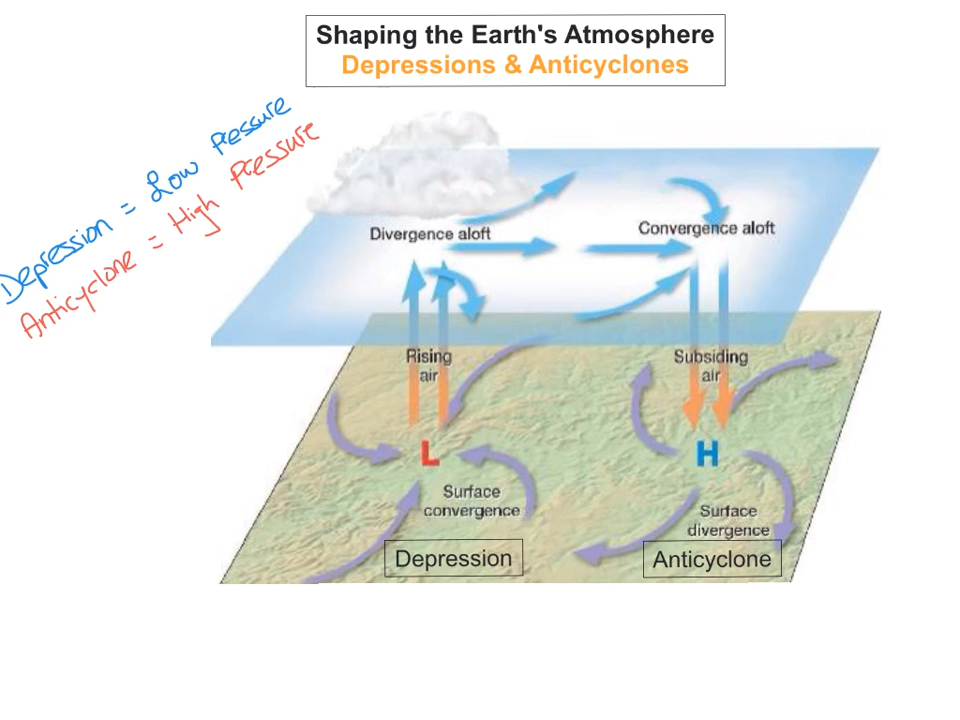 Shaping the Earth's Atmosphere
Depressions & Anticyclones
Depression = Low Pressure
Anticyclone = High Pressure
Divergence aloft
Convergence aloft
Rising
air
Subsiding
air
L
H
Surface
convergence
Surface
divergence
Depression
Anticyclone